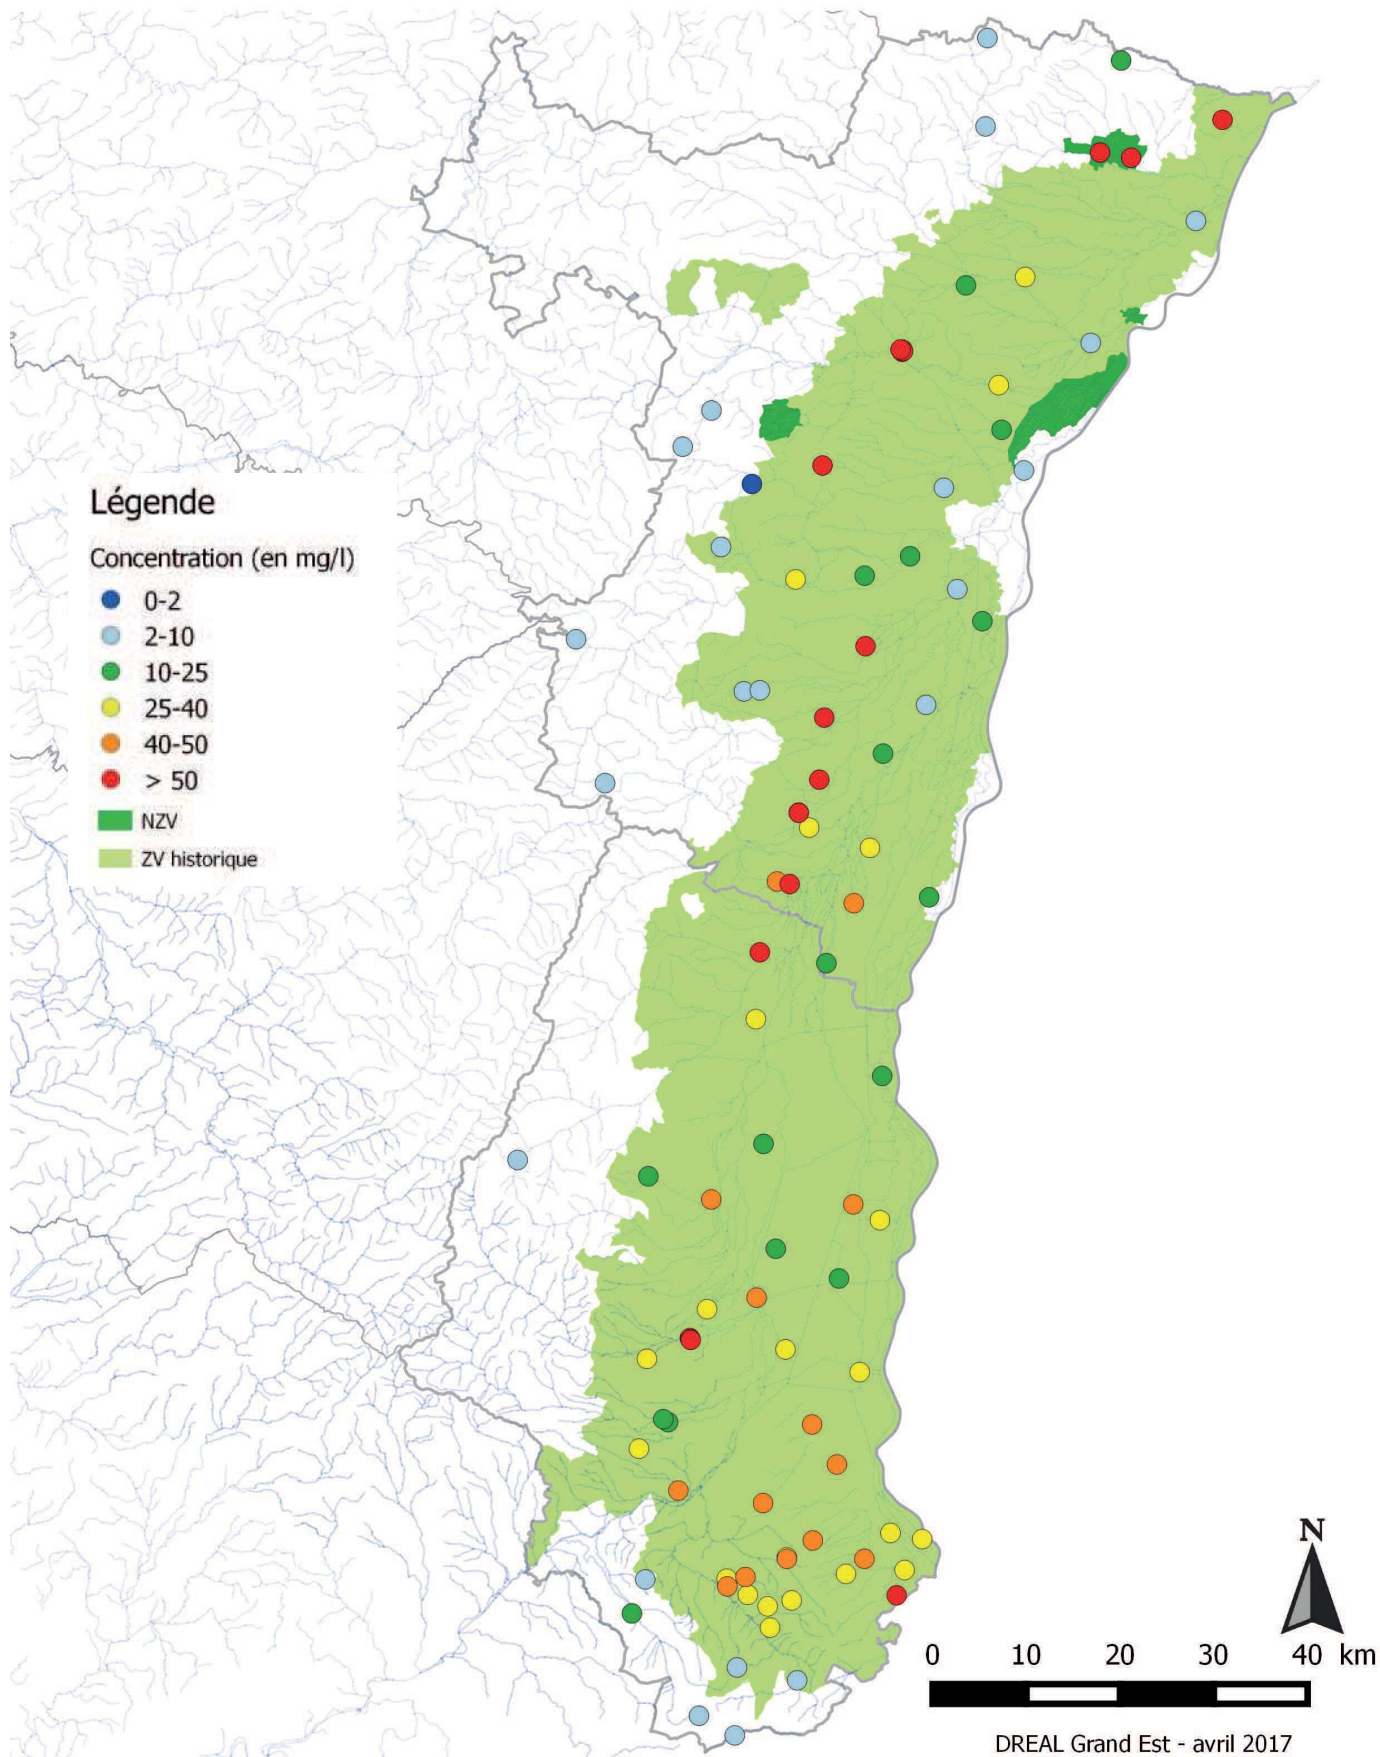 Légende
Concentration (en mg/l)
0-2
2-10
10-25
25-40
40-50
> 50
NZV
ZV historique
N
0 10 20 30 40 km
DREAL Grand Est - avril 2017